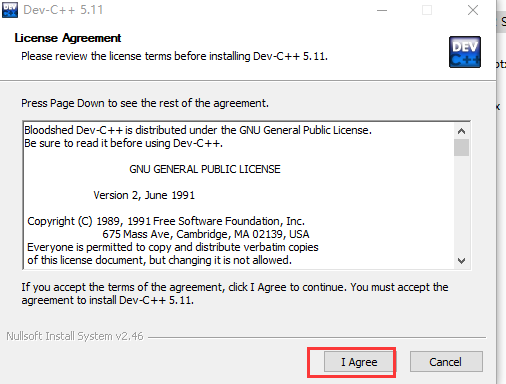 Dev-C++ 5.11
License Agreement
Please review the license terms before installing Dev-C++ 5.11.
DEV
C++
Press Page Down to see the rest of the agreement.
Bloodshed Dev-C++ is distributed under the GNU General Public License.
Be sure to read it before using Dev-C++.
GNU GENERAL PUBLIC LICENSE
Version 2, June 1991
Copyright (C) 1989, 1991 Free Software Foundation, Inc.
675 Mass Ave, Cambridge, MA 02139, USA
Everyone is permitted to copy and distribute verbatim copies
of this license document, but changing it is not allowed.
If you accept the terms of the agreement, click I Agree to continue. You must accept the
agreement to install Dev-C++ 5.11.
Nullsoft Install System v2.46
I Agree
Cancel